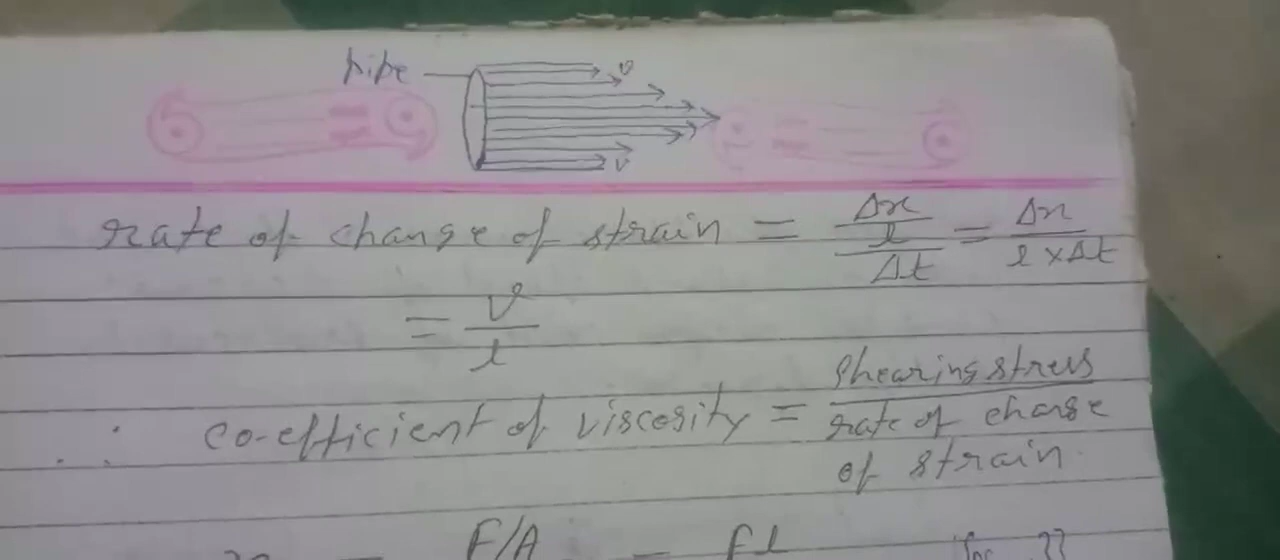 pipe
v
v
rate of change of strain = Δx/l/Δt = Δx/l×Δt
= v/l
∴ co-efficient of viscosity = shearing stress/rate of change of strain
= F/A = Fl